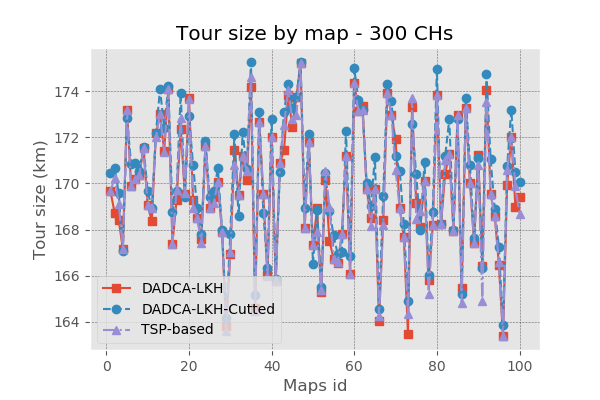 Tour size by map - 300 CHs
174
172
170
168
166
164
Tour size (km)
DADCA-LKH
DADCA-LKH-Cutted
TSP-based
0
20
40
60
80
100
Maps id